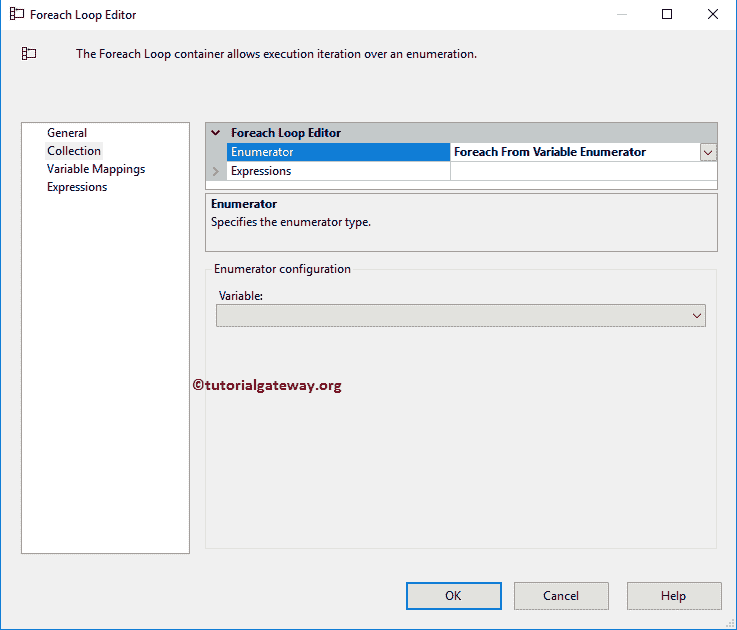 Foreach Loop Editor
The Foreach Loop container allows execution iteration over an enumeration.
General
Collection
Variable Mappings
Expressions
Foreach Loop Editor
Enumerator Foreach From Variable Enumerator
Expressions
Enumerator
Specifies the enumerator type.
Enumerator configuration
Variable:
©tutorialgateway.org
OK Cancel Help